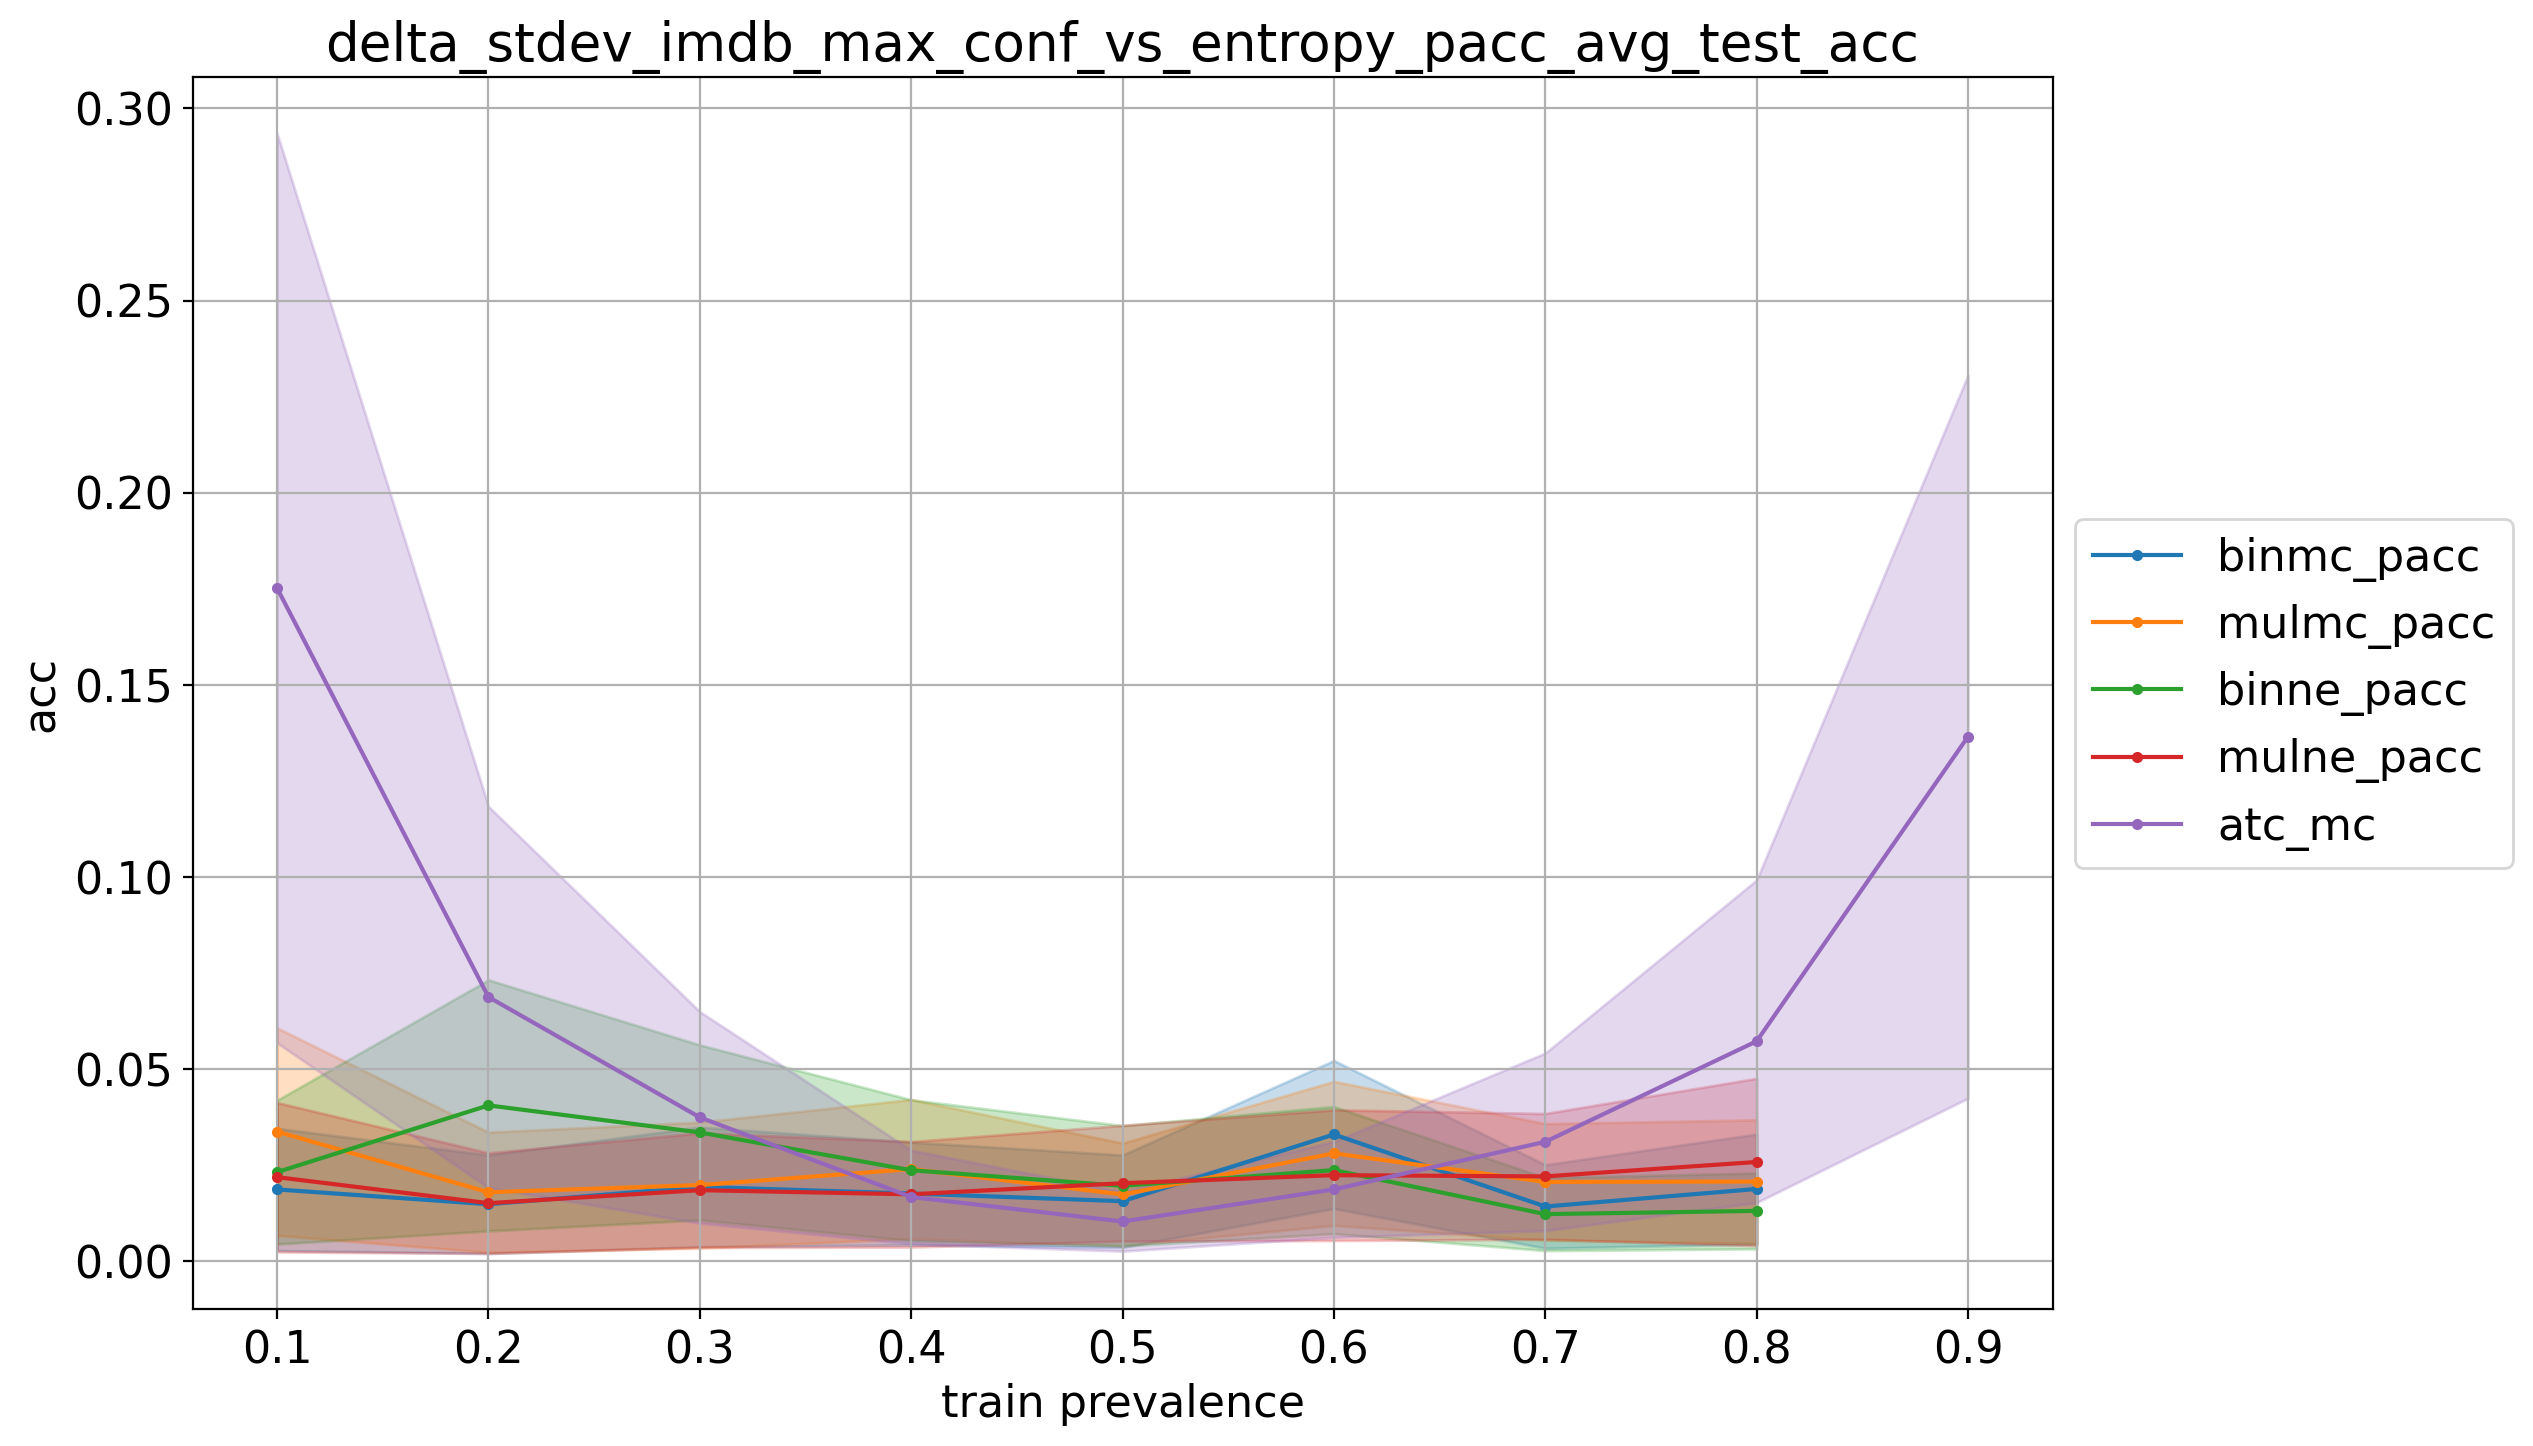 delta_stdev_imdb_max_conf_vs_entropy_pacc_avg_test_acc
0.30
0.25
0.20
0.15
0.10
0.05
0.00
acc
0.1 0.2 0.3 0.4 0.5 0.6 0.7 0.8 0.9
train prevalence
binmc_pacc
mulmc_pacc
binne_pacc
mulne_pacc
atc_mc